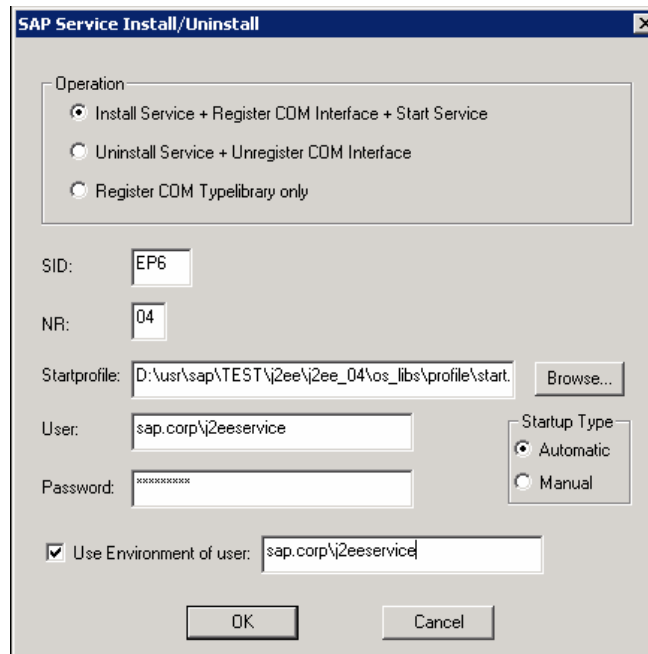 SAP Service Install/Uninstall
Operation
Install Service + Register COM Interface + Start Service
Uninstall Service + Unregister COM Interface
Register COM Typelibrary only
SID: EP6
NR: 04
Startprofile: D:\usr\sap\TEST\j2ee\j2ee_04\os_libs\profile\start. Browse...
User: sap.corp\j2eeservice
Startup Type
Automatic
Password: ×××××××××
Manual
Use Environment of user: sap.corp\j2eeservice
OK Cancel